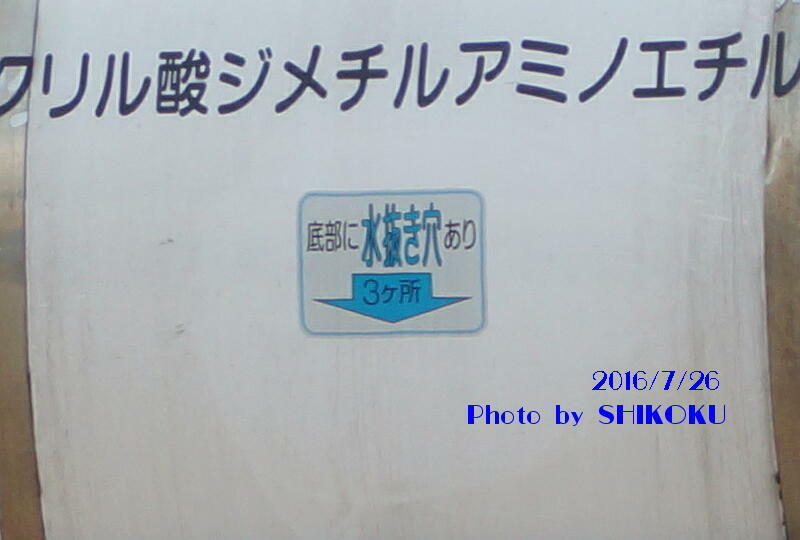 クリル酸ジメチルアミノエチル
底部に水抜き穴あり
3ヶ所
2016/7/26
Photo by SHIKOKU